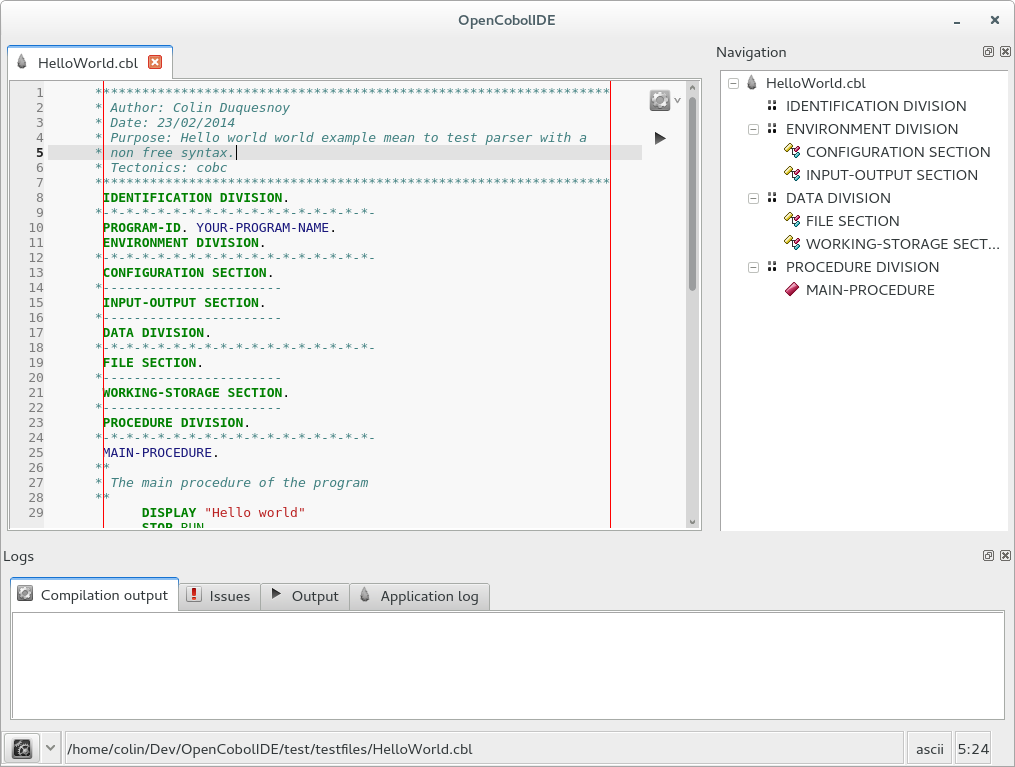 OpenCobolIDE
HelloWorld.cbl
1 ******************************************************************
2 * Author: Colin Duquesnoy
3 * Date: 23/02/2014
4 * Purpose: Hello world world example mean to test parser with a
5 * non free syntax.
6 * Tectonics: cobc
7 ******************************************************************
8 IDENTIFICATION DIVISION.
9 *-*-*-*-*-*-*-*-*-*-*-*-*-*-*-*-*-*-
10 PROGRAM-ID. YOUR-PROGRAM-NAME.
11 ENVIRONMENT DIVISION.
12 *-*-*-*-*-*-*-*-*-*-*-*-*-*-*-*-*-*-
13 CONFIGURATION SECTION.
14 *-----------------------
15 INPUT-OUTPUT SECTION.
16 *-----------------------
17 DATA DIVISION.
18 *-*-*-*-*-*-*-*-*-*-*-*-*-*-*-*-*-*-
19 FILE SECTION.
20 *-----------------------
21 WORKING-STORAGE SECTION.
22 *-----------------------
23 PROCEDURE DIVISION.
24 *-*-*-*-*-*-*-*-*-*-*-*-*-*-*-*-*-*-
25 MAIN-PROCEDURE.
26 **
27 * The main procedure of the program
28 **
29 DISPLAY "Hello world"
STOP RUN
Navigation
HelloWorld.cbl
IDENTIFICATION DIVISION
ENVIRONMENT DIVISION
CONFIGURATION SECTION
INPUT-OUTPUT SECTION
DATA DIVISION
FILE SECTION
WORKING-STORAGE SECT...
PROCEDURE DIVISION
MAIN-PROCEDURE
Logs
Compilation output Issues Output Application log
/home/colin/Dev/OpenCobolIDE/test/testfiles/HelloWorld.cbl ascii 5:24